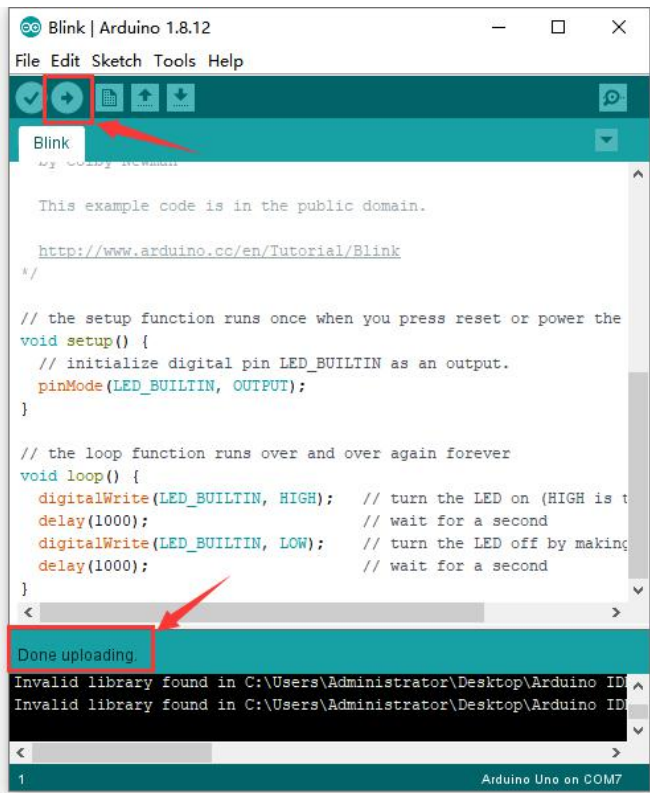 Blink | Arduino 1.8.12
File Edit Sketch Tools Help
Blink
by Colby Newman
This example code is in the public domain.
http://www.arduino.cc/en/Tutorial/Blink
*/
// the setup function runs once when you press reset or power the
void setup() {
// initialize digital pin LED_BUILTIN as an output.
pinMode(LED_BUILTIN, OUTPUT);
}
// the loop function runs over and over again forever
void loop() {
digitalWrite(LED_BUILTIN, HIGH); // turn the LED on (HIGH is t
delay(1000); // wait for a second
digitalWrite(LED_BUILTIN, LOW); // turn the LED off by making
delay(1000); // wait for a second
}
Done uploading.
Invalid library found in C:\Users\Administrator\Desktop\Arduino ID
Invalid library found in C:\Users\Administrator\Desktop\Arduino ID
1 Arduino Uno on COM7